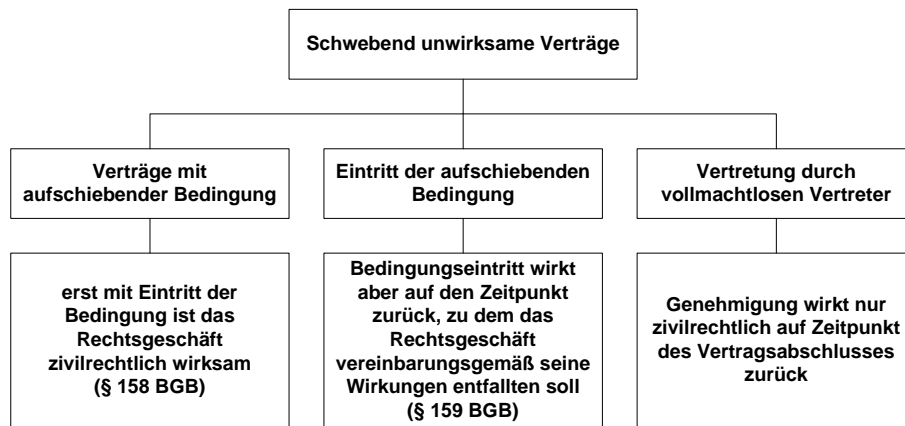 Schwebend unwirksame Verträge
Verträge mit
aufschiebender Bedingung
Eintritt der aufschiebenden
Bedingung
Vertretung durch
vollmachtlosen Vertreter
erst mit Eintritt der
Bedingung ist das
Rechtsgeschäft
zivilrechtlich wirksam
(§ 158 BGB)
Bedingungseintritt wirkt
aber auf den Zeitpunkt
zurück, zu dem das
Rechtsgeschäft
vereinbarungsgemäß seine
Wirkungen entfallten soll
(§ 159 BGB)
Genehmigung wirkt nur
zivilrechtlich auf Zeitpunkt
des Vertragsabschlusses
zurück